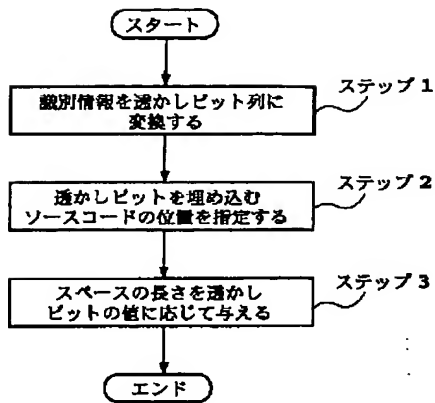 スタート
識別情報を透かしビット列に
変換する
ステップ 1
透かしビットを埋め込む
ソースコードの位置を指定する
ステップ 2
スペースの長さを透かし
ビットの値に応じて与える
ステップ 3
エンド